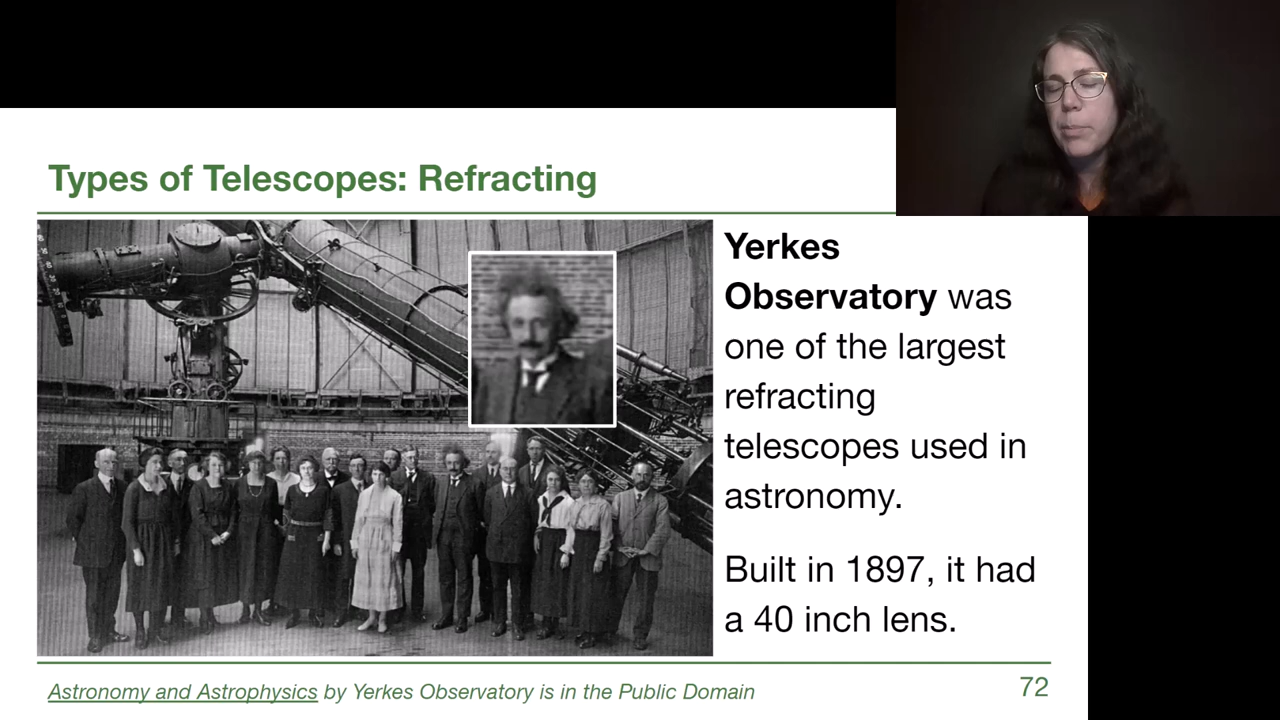 Types of Telescopes: Refracting
Yerkes
Observatory was
one of the largest
refracting
telescopes used in
astronomy.
Built in 1897, it had
a 40 inch lens.
Astronomy and Astrophysics by Yerkes Observatory is in the Public Domain
72